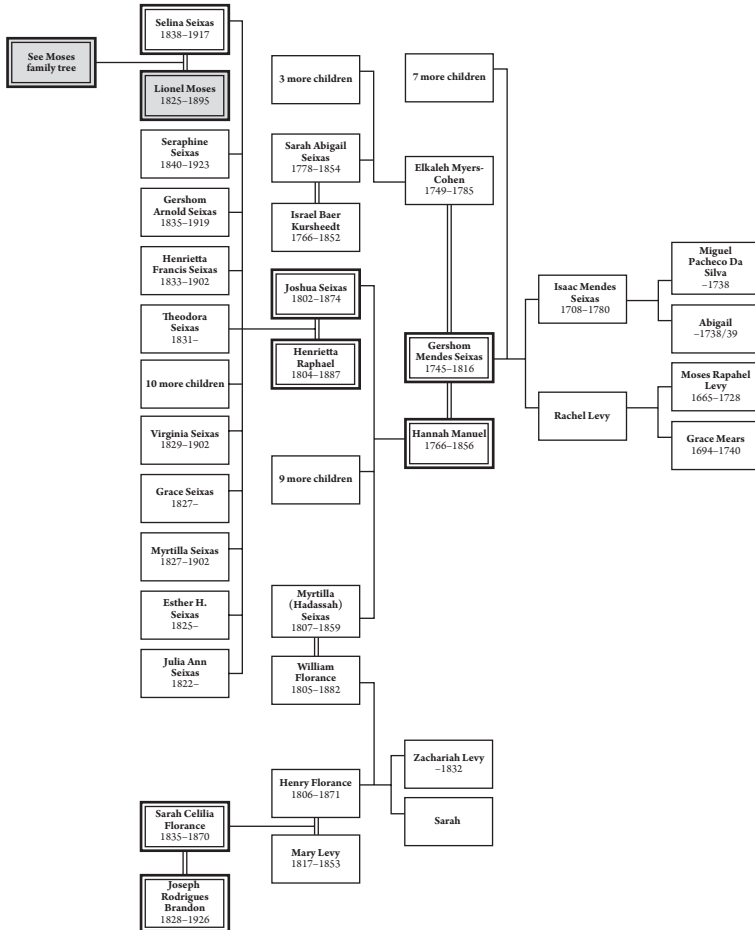 Selina Seixas
1838–1917
See Moses
family tree
Lionel Moses
1825–1895
Seraphine
Seixas
1840–1923
Gershom
Arnold Seixas
1835–1919
Henrietta
Francis Seixas
1833–1902
Theodora
Seixas
1831–
10 more children
Virginia Seixas
1829–1902
Grace Seixas
1827–
Myrtilla Seixas
1827–1902
Esther H.
Seixas
1825–
Julia Ann
Seixas
1822–
Sarah Celilia
Florance
1835–1870
Joseph
Rodrigues
Brandon
1828–1926
3 more children
Sarah Abigail
Seixas
1778–1854
Israel Baer
Kursheedt
1766–1852
Joshua Seixas
1802–1874
Henrietta
Raphael
1804–1887
9 more children
Myrtilla
(Hadassah)
Seixas
1807–1859
William
Florance
1805–1882
Henry Florance
1806–1871
Mary Levy
1817–1853
7 more children
Elkaleh Myers-
Cohen
1749–1785
Gershom
Mendes Seixas
1745–1816
Hannah Manuel
1766–1856
Zachariah Levy
–1832
Sarah
Isaac Mendes
Seixas
1708–1780
Rachel Levy
Miguel
Pacheco Da
Silva
–1738
Abigail
–1738/39
Moses Rapahel
Levy
1665–1728
Grace Mears
1694–1740